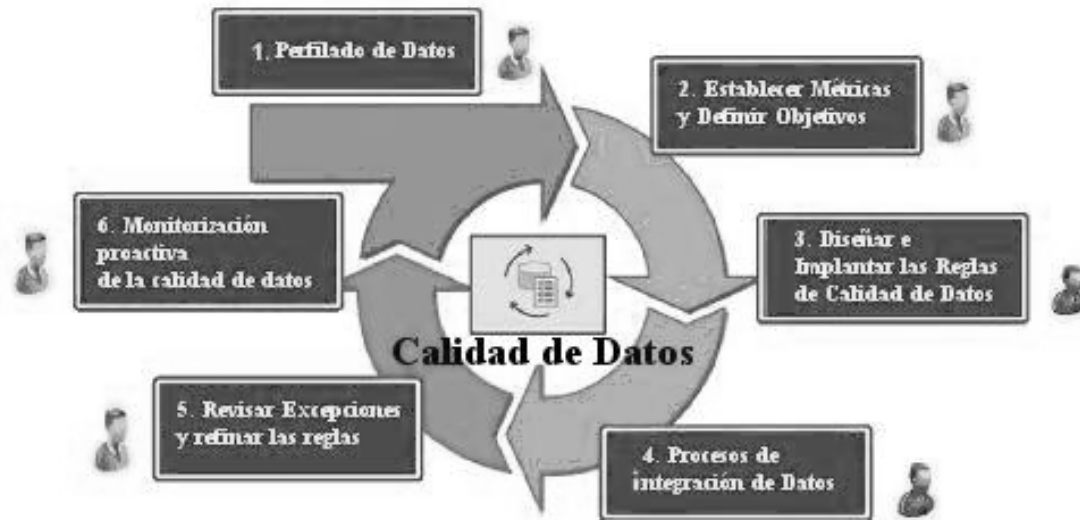 1. Perfilado de Datos
2. Establecer Métricas
y Definir Objetivos
3. Diseñar e
Implantar las Reglas
de Calidad de Datos
4. Procesos de
integración de Datos
5. Revisar Excepciones
y refinar las reglas
6. Monitorización
proactiva
de la calidad de datos
Calidad de Datos